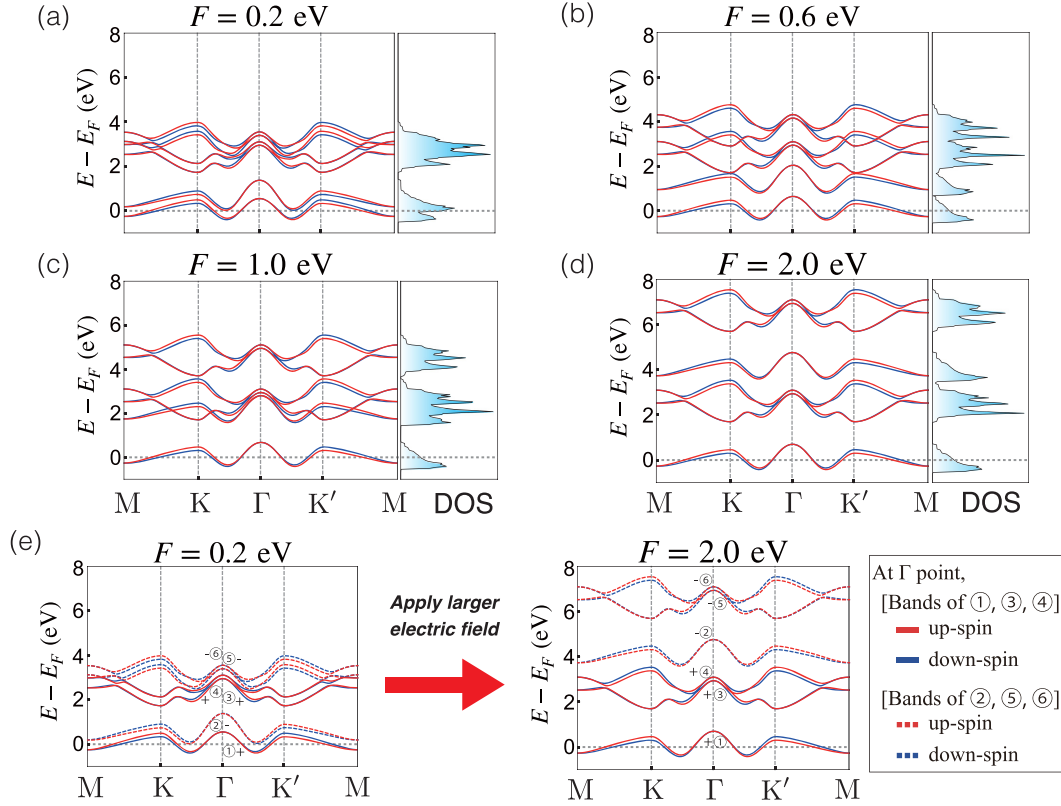 (a)
F = 0.2 eV
8
6
4
2
0
E − E_F (eV)
(b)
F = 0.6 eV
8
6
4
2
0
E − E_F (eV)
(c)
F = 1.0 eV
8
6
4
2
0
E − E_F (eV)
M K Γ K′ M DOS
(d)
F = 2.0 eV
8
6
4
2
0
E − E_F (eV)
M K Γ K′ M DOS
(e)
F = 0.2 eV
8
6
4
2
0
E − E_F (eV)
-⑥ ⑤-
+④ ③+
②-
①+
M K Γ K′ M
Apply larger
electric field
F = 2.0 eV
8
6
4
2
0
E − E_F (eV)
-⑥
-⑤
-②
+④
+③
+①
M K Γ K′ M
At Γ point,
[Bands of ①, ③, ④]
up-spin
down-spin
[Bands of ②, ⑤, ⑥]
up-spin
down-spin